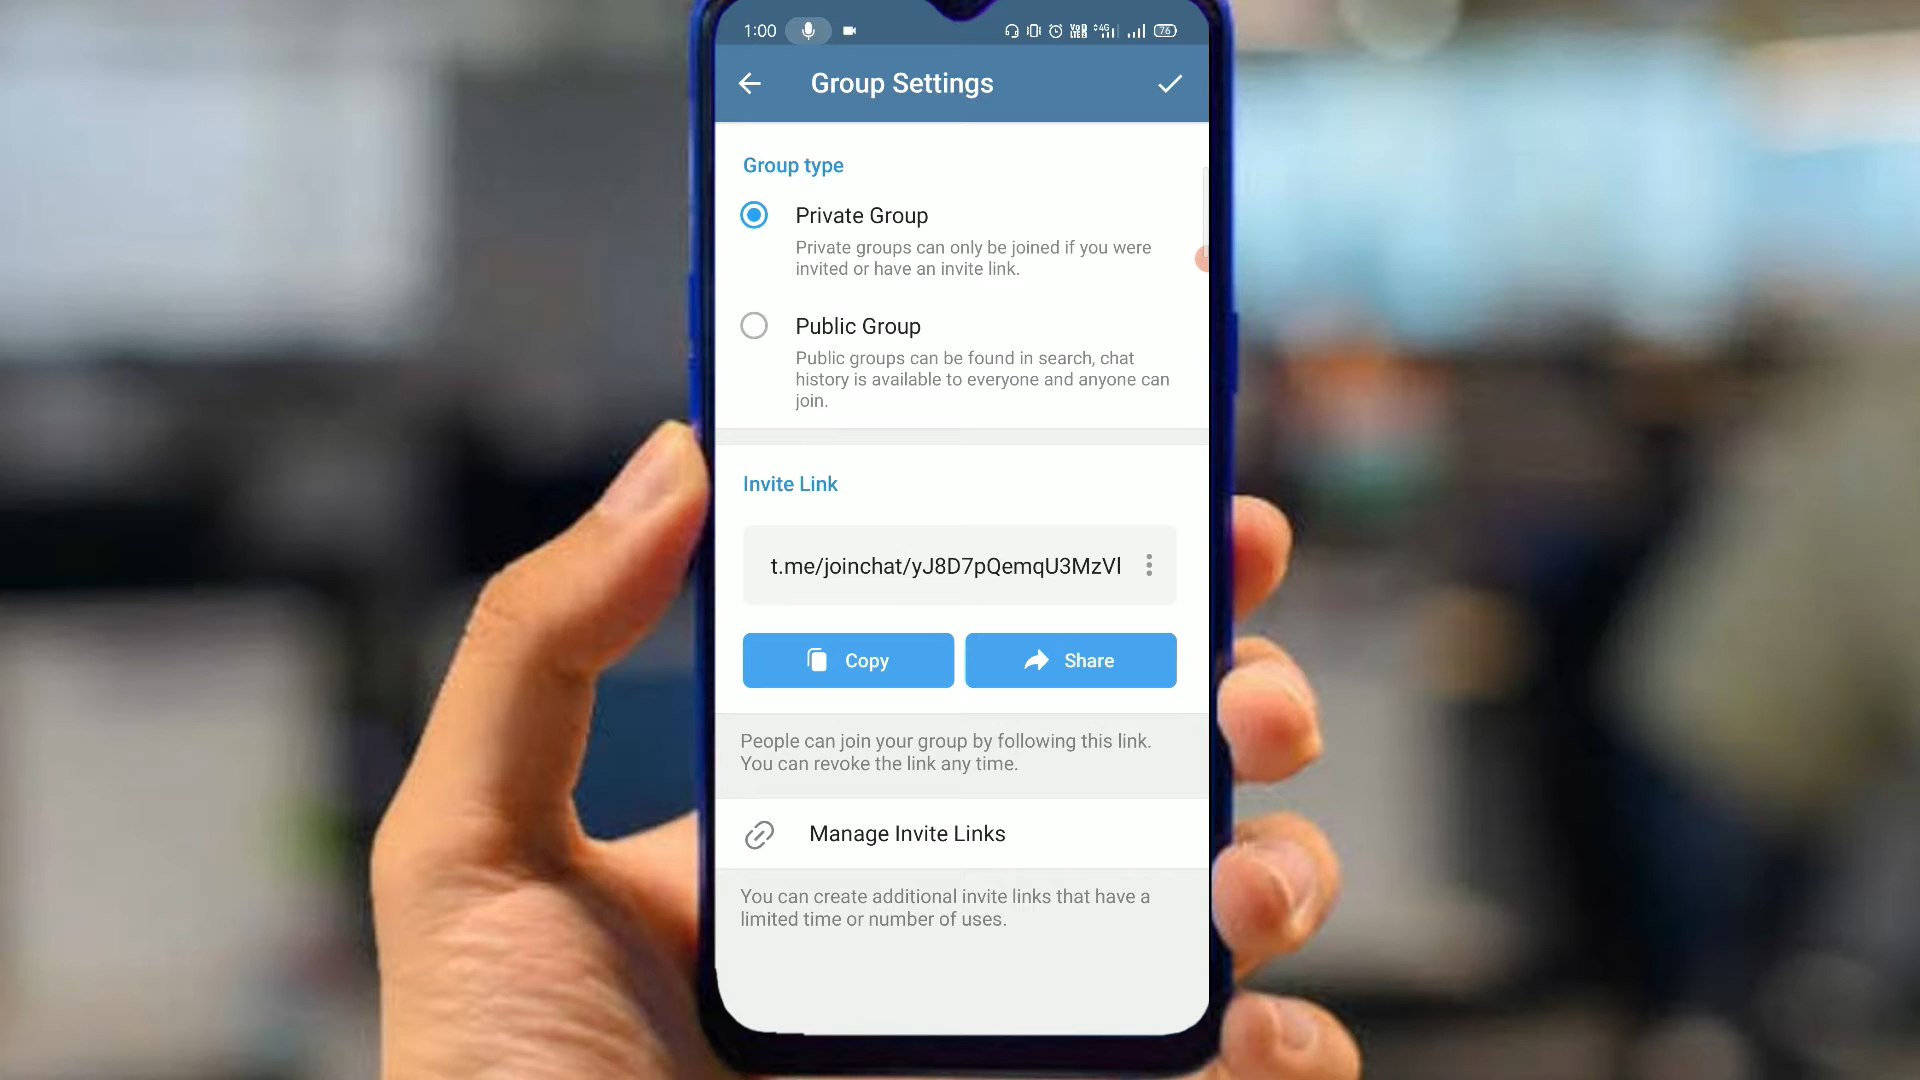 1:00
VoB LTE 4G 76
Group Settings
Group type
Private Group
Private groups can only be joined if you were
invited or have an invite link.
Public Group
Public groups can be found in search, chat
history is available to everyone and anyone can
join.
Invite Link
t.me/joinchat/yJ8D7pQemqU3MzVl
Copy
Share
People can join your group by following this link.
You can revoke the link any time.
Manage Invite Links
You can create additional invite links that have a
limited time or number of uses.